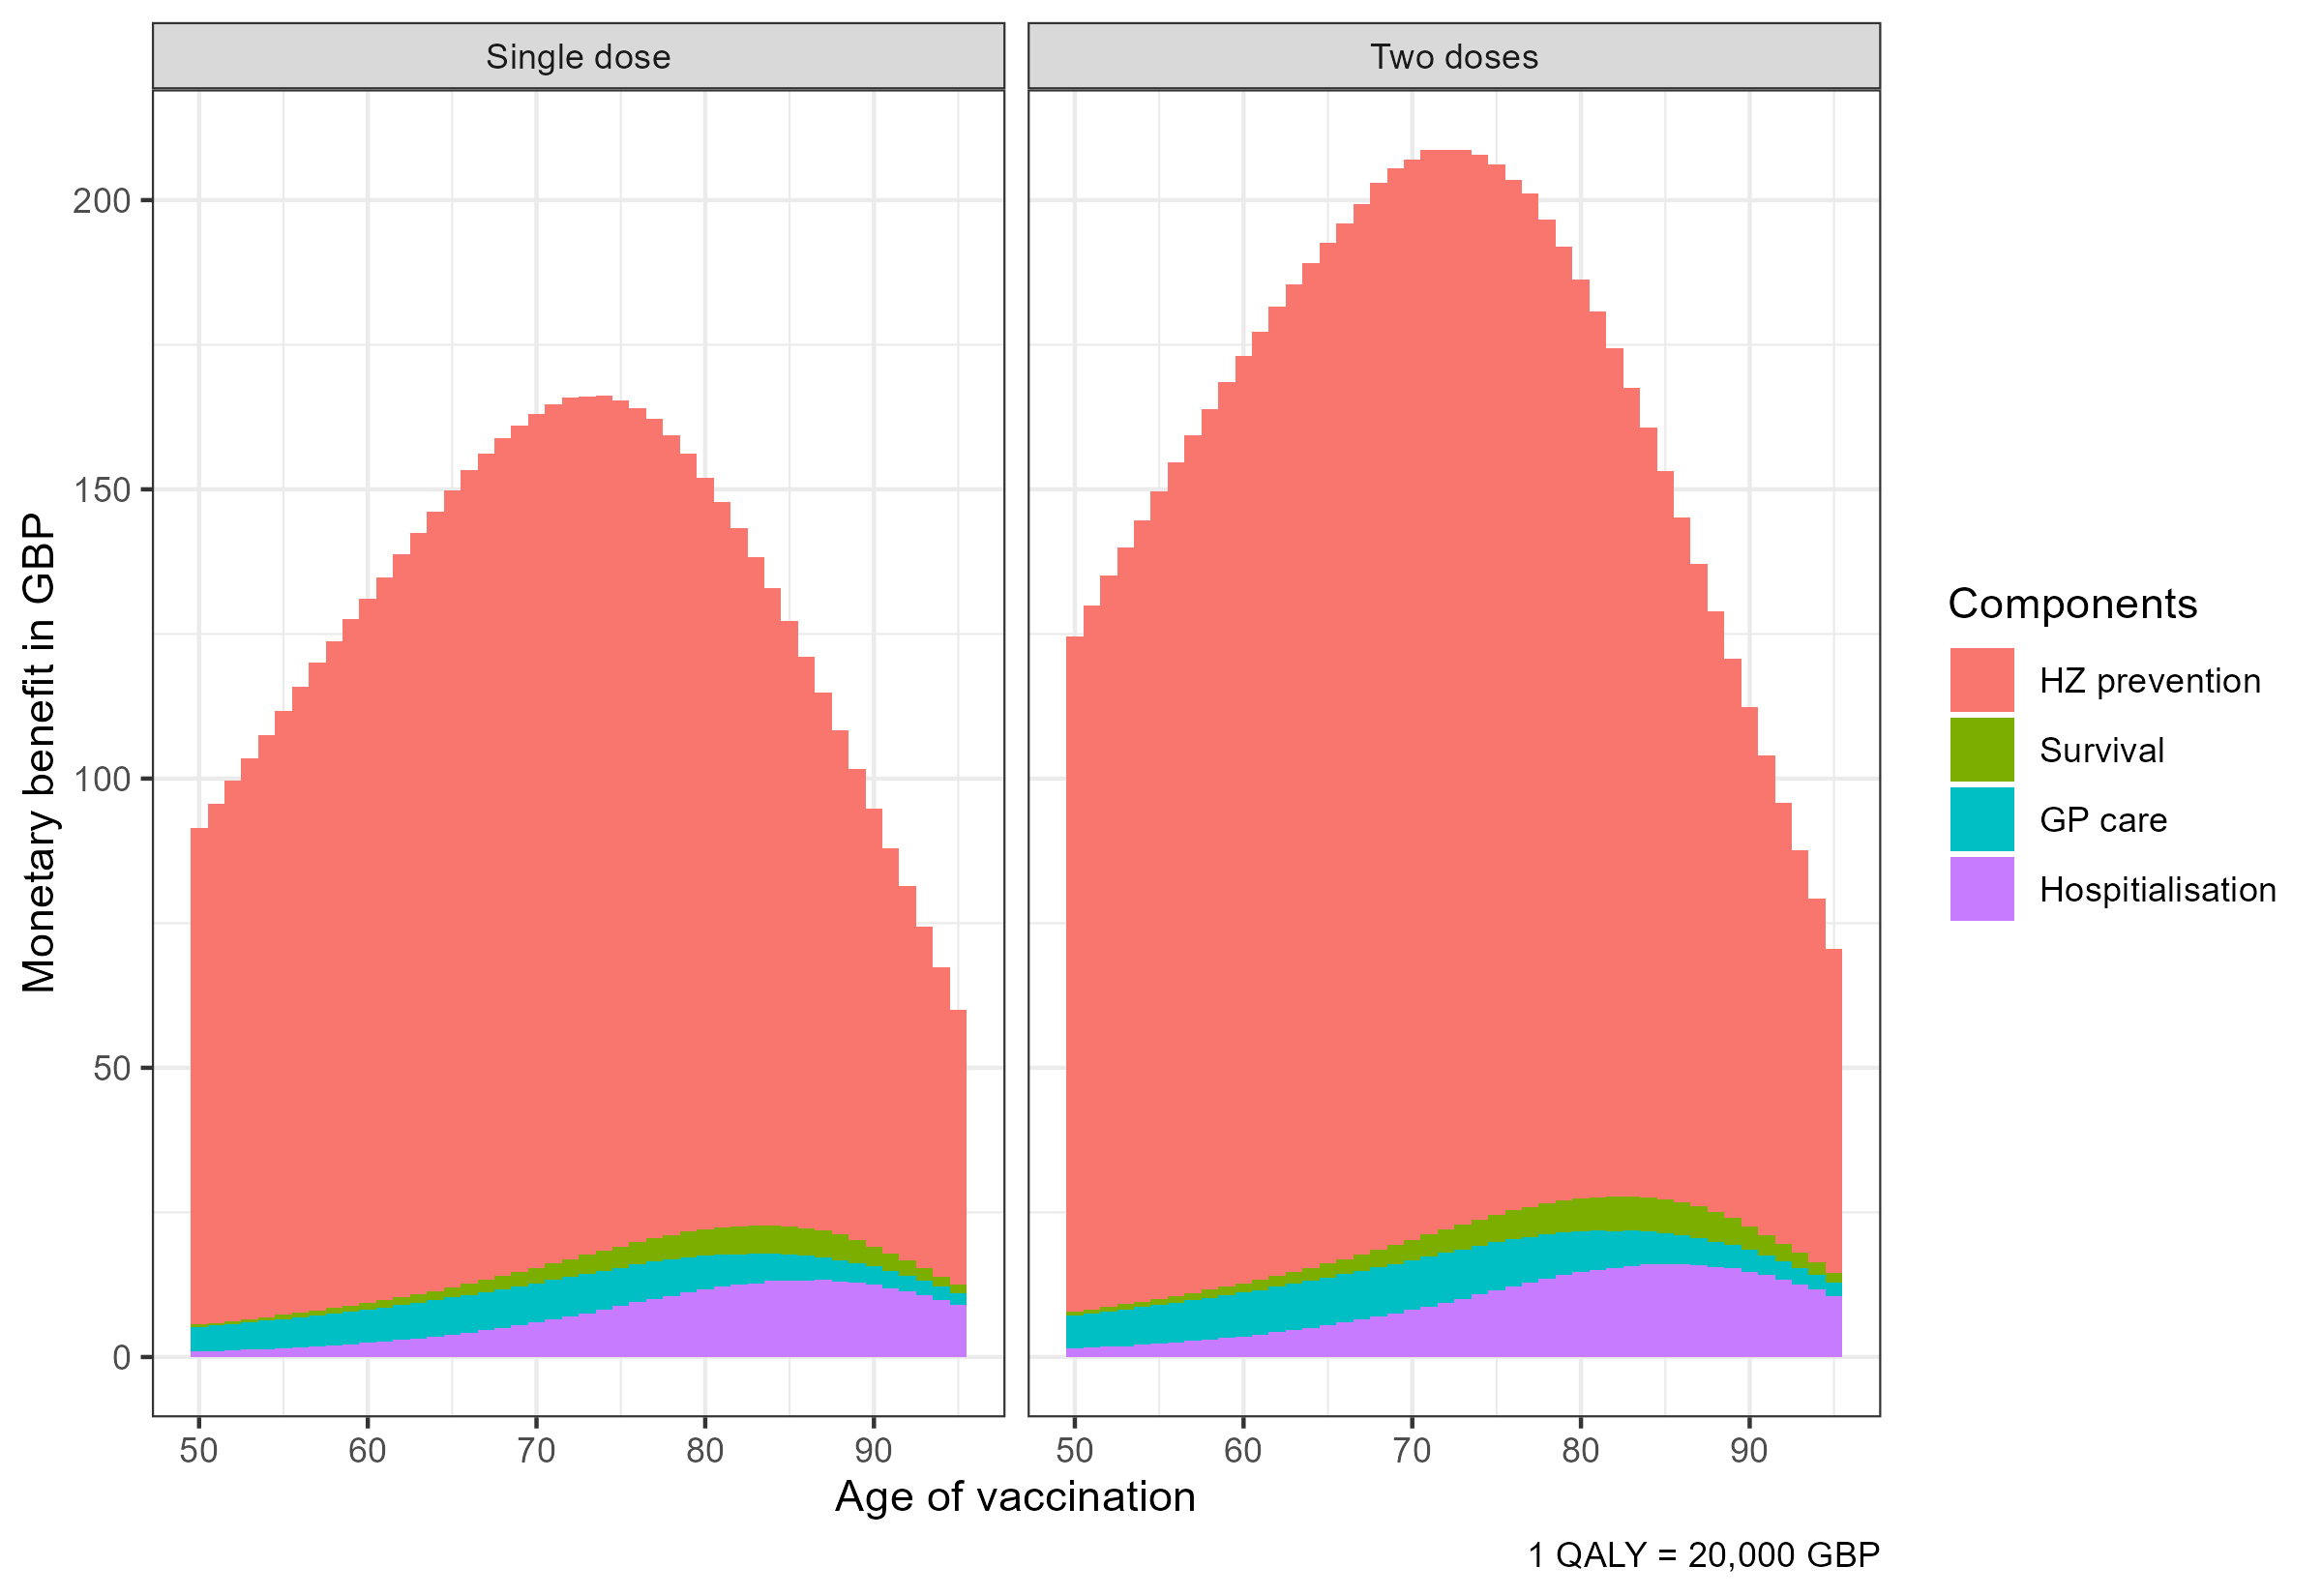 Single dose
Two doses
Monetary benefit in GBP
200
150
100
50
0
50 60 70 80 90
50 60 70 80 90
Age of vaccination
1 QALY = 20,000 GBP
Components
HZ prevention
Survival
GP care
Hospitialisation